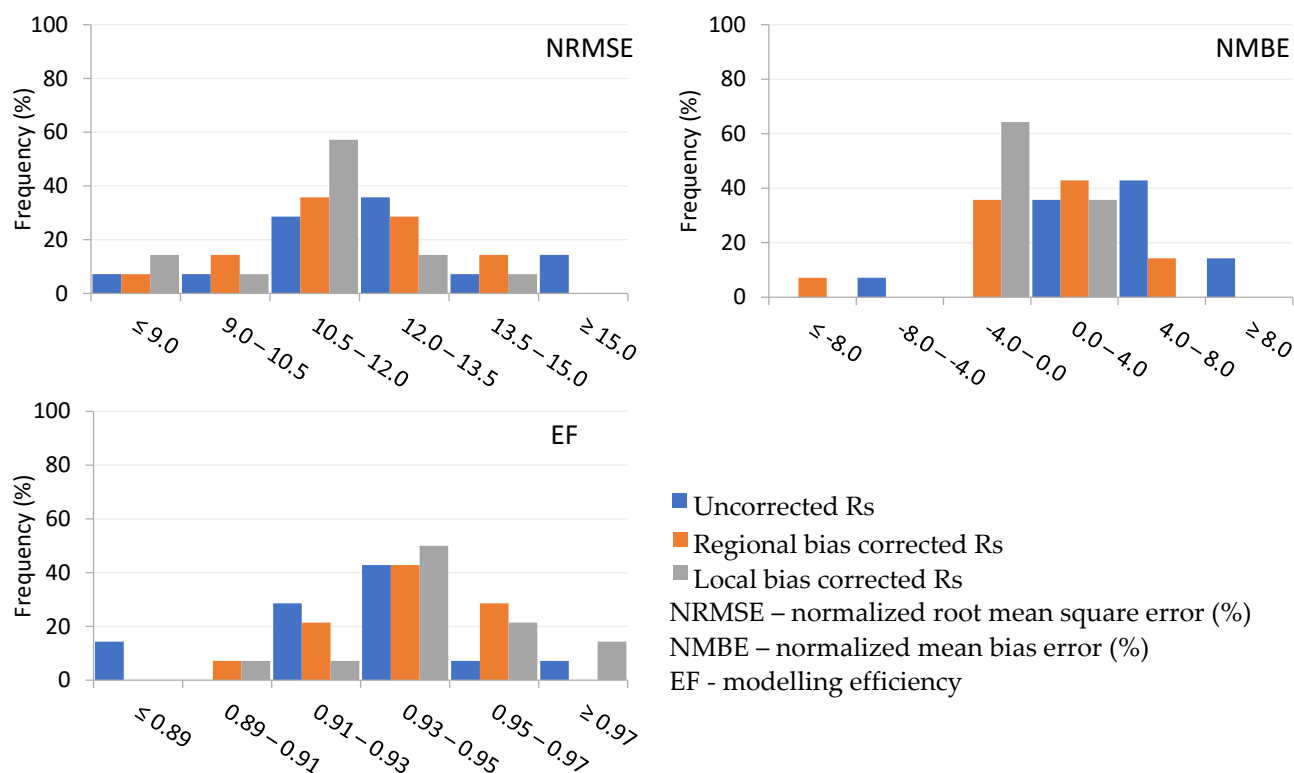 NRMSE
Frequency (%)
100
80
60
40
20
0
≤ 9.0
9.0 – 10.5
10.5 – 12.0
12.0 – 13.5
13.5 – 15.0
≥ 15.0
NMBE
Frequency (%)
100
80
60
40
20
0
≤ -8.0
-8.0 – -4.0
-4.0 – 0.0
0.0 – 4.0
4.0 – 8.0
≥ 8.0
EF
Frequency (%)
100
80
60
40
20
0
≤ 0.89
0.89 – 0.91
0.91 – 0.93
0.93 – 0.95
0.95 – 0.97
≥ 0.97
Uncorrected Rs
Regional bias corrected Rs
Local bias corrected Rs
NRMSE – normalized root mean square error (%)
NMBE – normalized mean bias error (%)
EF - modelling efficiency